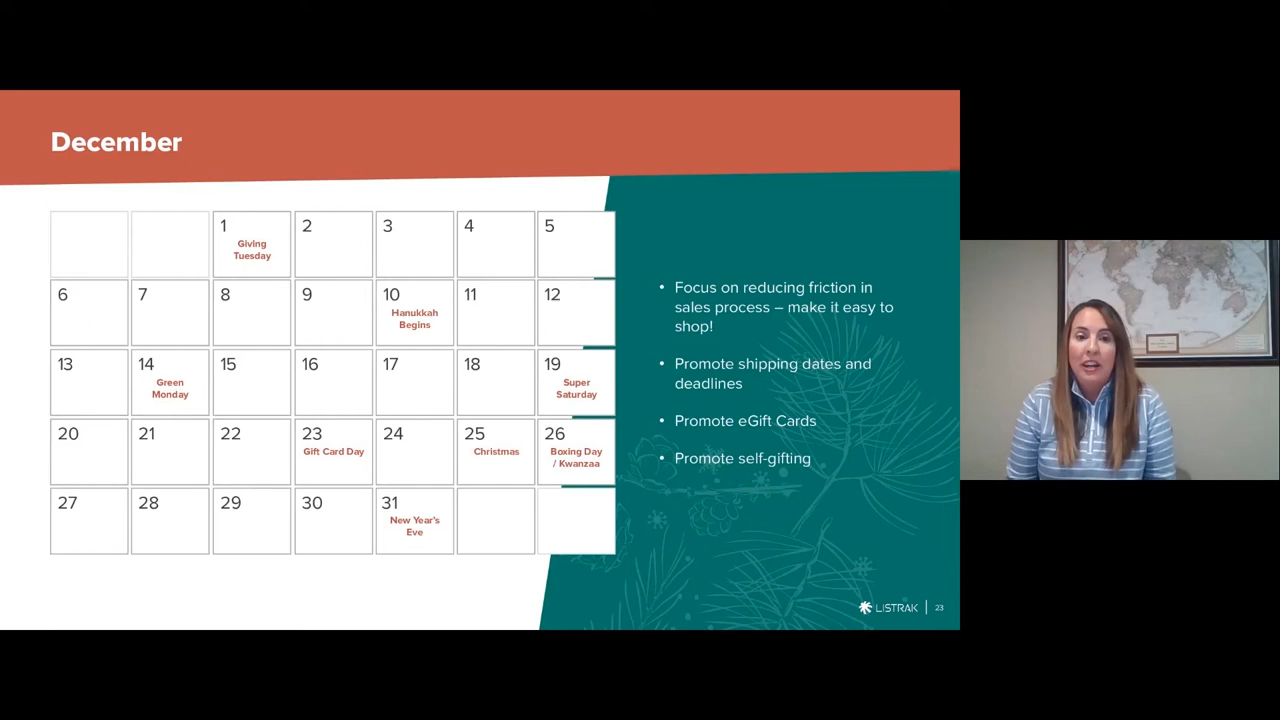 December
1
Giving
Tuesday
2
3
4
5
6
7
8
9
10
Hanukkah
Begins
11
12
13
14
Green
Monday
15
16
17
18
19
Super
Saturday
20
21
22
23
Gift Card Day
24
25
Christmas
26
Boxing Day
/ Kwanzaa
27
28
29
30
31
New Year's
Eve
• Focus on reducing friction in
sales process – make it easy to
shop!
• Promote shipping dates and
deadlines
• Promote eGift Cards
• Promote self-gifting
LISTRAK | 23